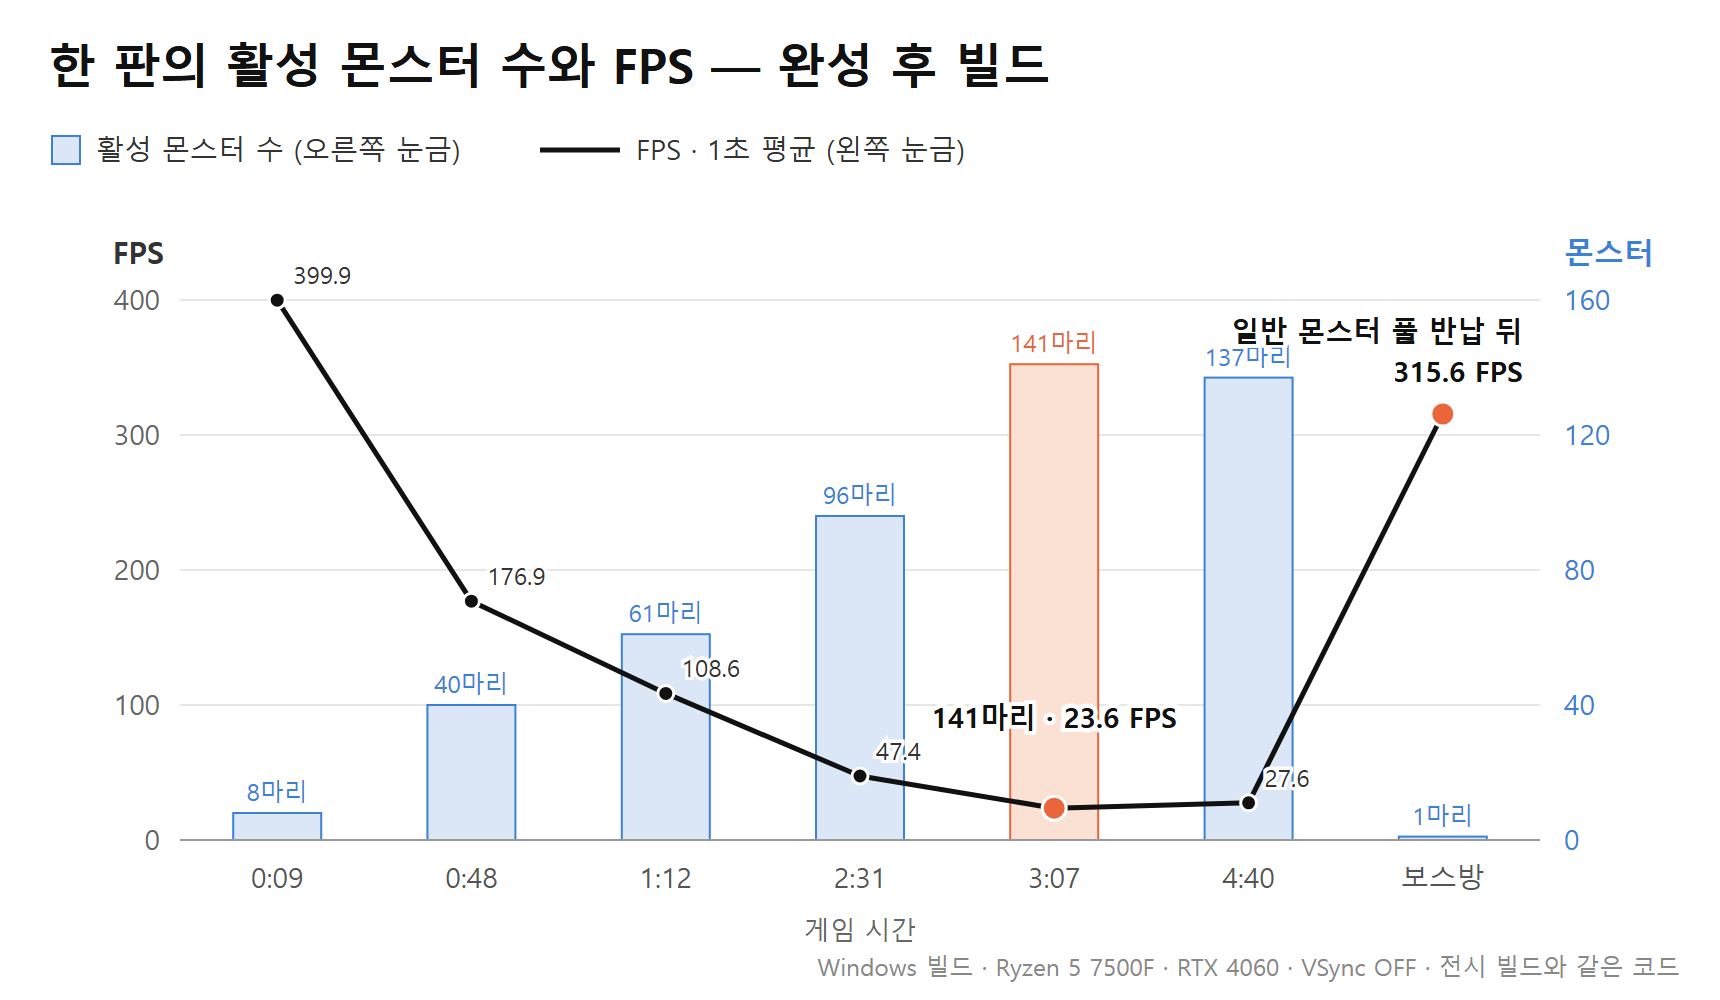 한 판의 활성 몬스터 수와 FPS — 완성 후 빌드
활성 몬스터 수 (오른쪽 눈금)
FPS · 1초 평균 (왼쪽 눈금)
FPS
몬스터
399.9
400
160
일반 몬스터 풀 반납 뒤
141마리
137마리
315.6 FPS
300
120
96마리
200
176.9
80
61마리
108.6
40마리
100
141마리 · 23.6 FPS
40
47.4
27.6
8마리
1마리
0
0
0:09
0:48
1:12
2:31
3:07
4:40
보스방
게임 시간
Windows 빌드 · Ryzen 5 7500F · RTX 4060 · VSync OFF · 전시 빌드와 같은 코드